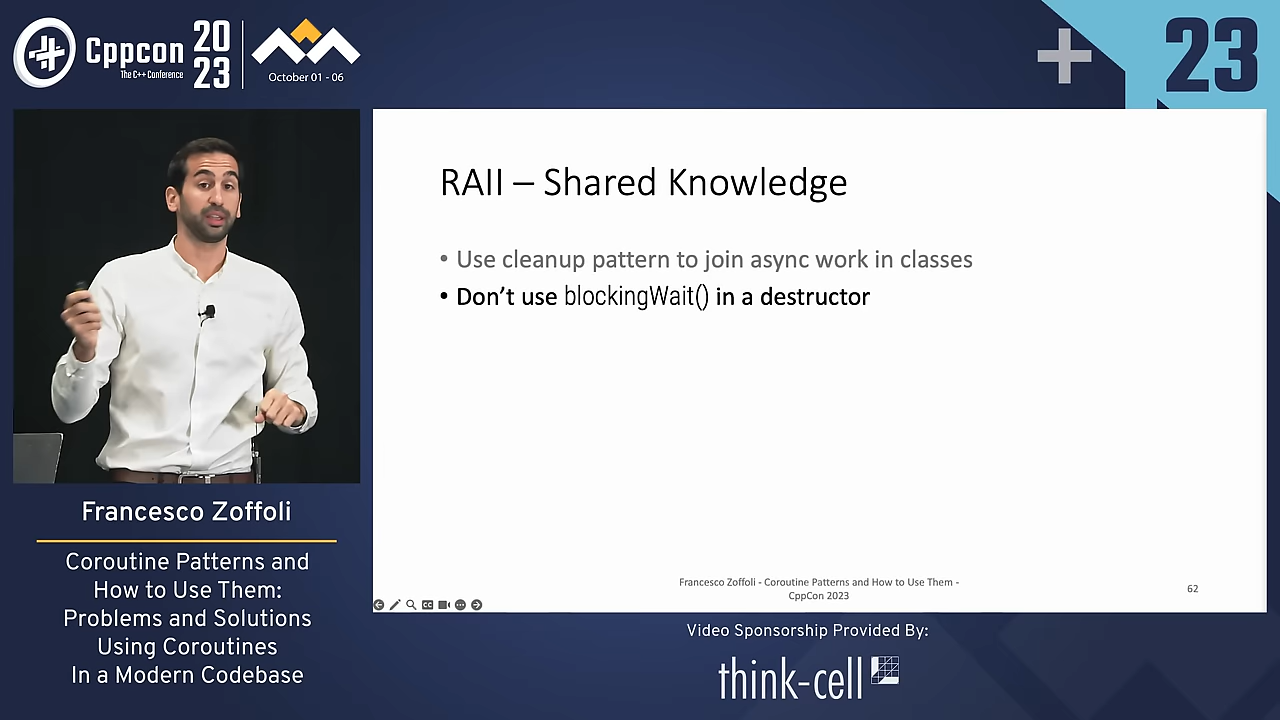 Cppcon
The C++ Conference
20
23
October 01 - 06
23
RAII – Shared Knowledge
• Use cleanup pattern to join async work in classes
• Don't use blockingWait() in a destructor
Francesco Zoffoli - Coroutine Patterns and How to Use Them -
CppCon 2023
62
Francesco Zoffoli
Coroutine Patterns and
How to Use Them:
Problems and Solutions
Using Coroutines
In a Modern Codebase
Video Sponsorship Provided By:
think-cell